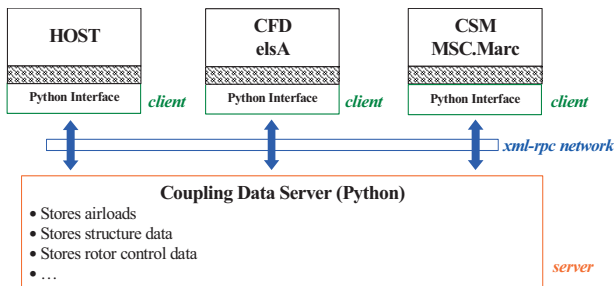 HOST
CFD
elsA
CSM
MSC.Marc
Python Interface
client
Python Interface
client
Python Interface
client
xml-rpc network
Coupling Data Server (Python)
• Stores airloads
• Stores structure data
• Stores rotor control data
• …
server